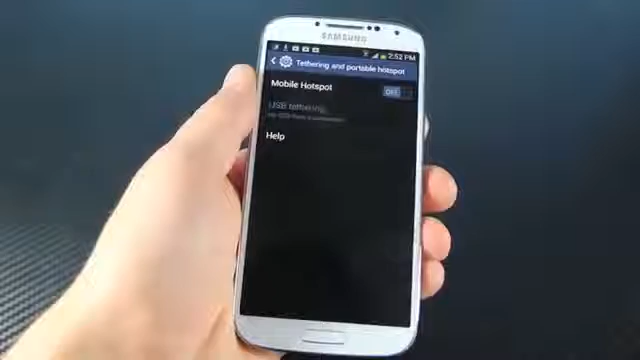 SAMSUNG
2:52 PM
Tethering and portable hotspot
Mobile Hotspot
OFF
USB tethering
Help